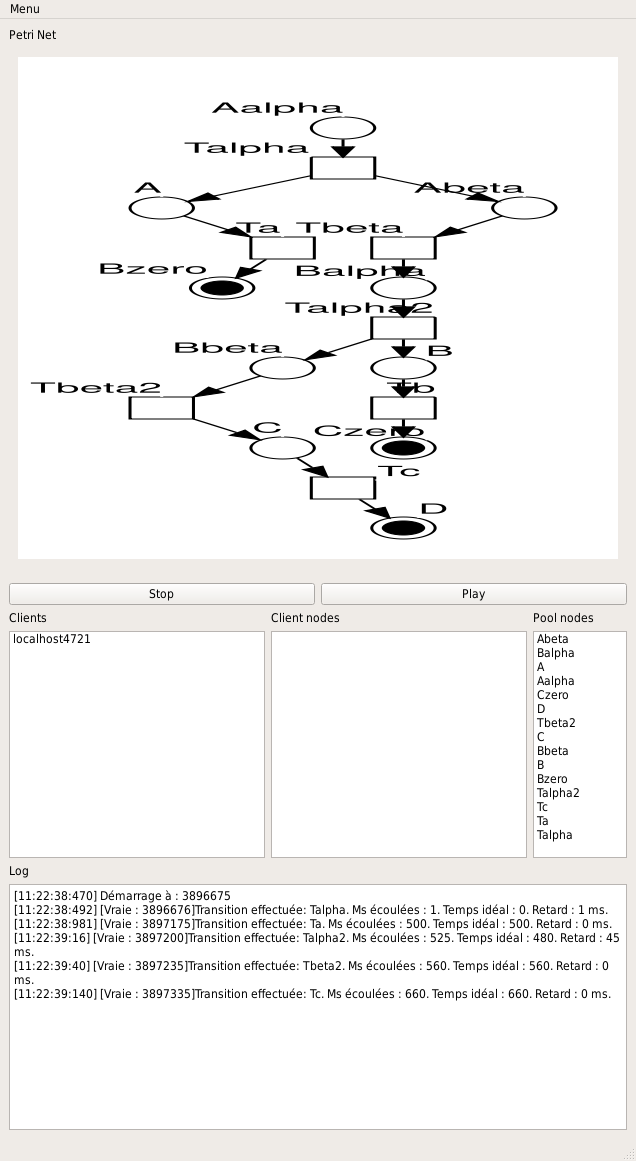 Menu
Petri Net
Aalpha
Talpha
A Abeta
Ta Tbeta
Bzero Balpha
Talpha2
Bbeta B
Tbeta2 Tb
C Czero
Tc
D
Stop Play
Clients Client nodes Pool nodes
localhost4721 Abeta
Balpha
A
Aalpha
Czero
D
Tbeta2
C
Bbeta
B
Bzero
Talpha2
Tc
Ta
Talpha
Log
[11:22:38:470] Démarrage à : 3896675
[11:22:38:492] [Vraie : 3896676]Transition effectuée: Talpha. Ms écoulées : 1. Temps idéal : 0. Retard : 1 ms.
[11:22:38:981] [Vraie : 3897175]Transition effectuée: Ta. Ms écoulées : 500. Temps idéal : 500. Retard : 0 ms.
[11:22:39:16] [Vraie : 3897200]Transition effectuée: Talpha2. Ms écoulées : 525. Temps idéal : 480. Retard : 45
ms.
[11:22:39:40] [Vraie : 3897235]Transition effectuée: Tbeta2. Ms écoulées : 560. Temps idéal : 560. Retard : 0
ms.
[11:22:39:140] [Vraie : 3897335]Transition effectuée: Tc. Ms écoulées : 660. Temps idéal : 660. Retard : 0 ms.